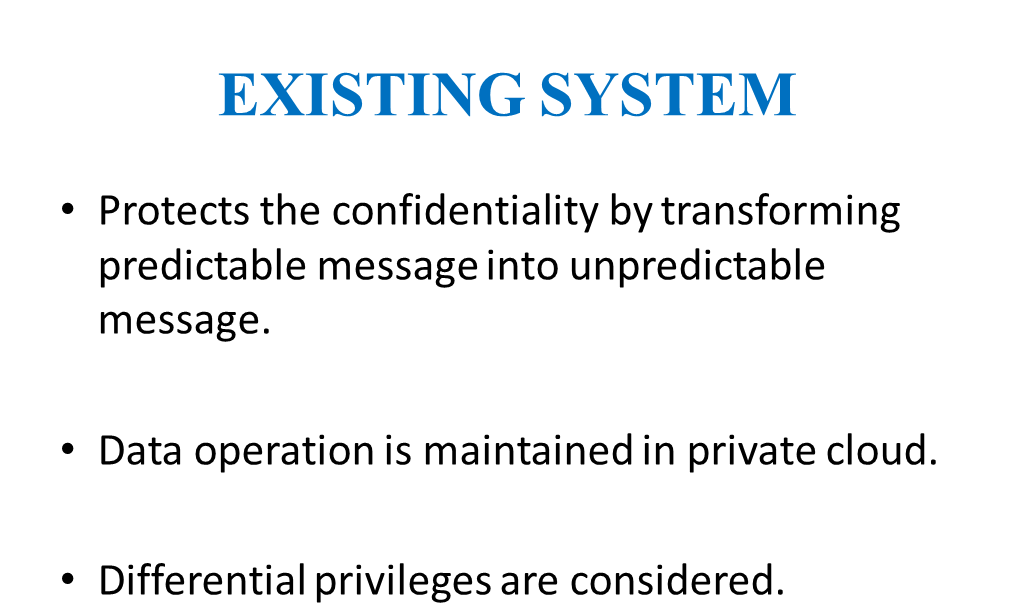 EXISTING SYSTEM
• Protects the confidentiality by transforming
predictable message into unpredictable
message.
• Data operation is maintained in private cloud.
• Differential privileges are considered.